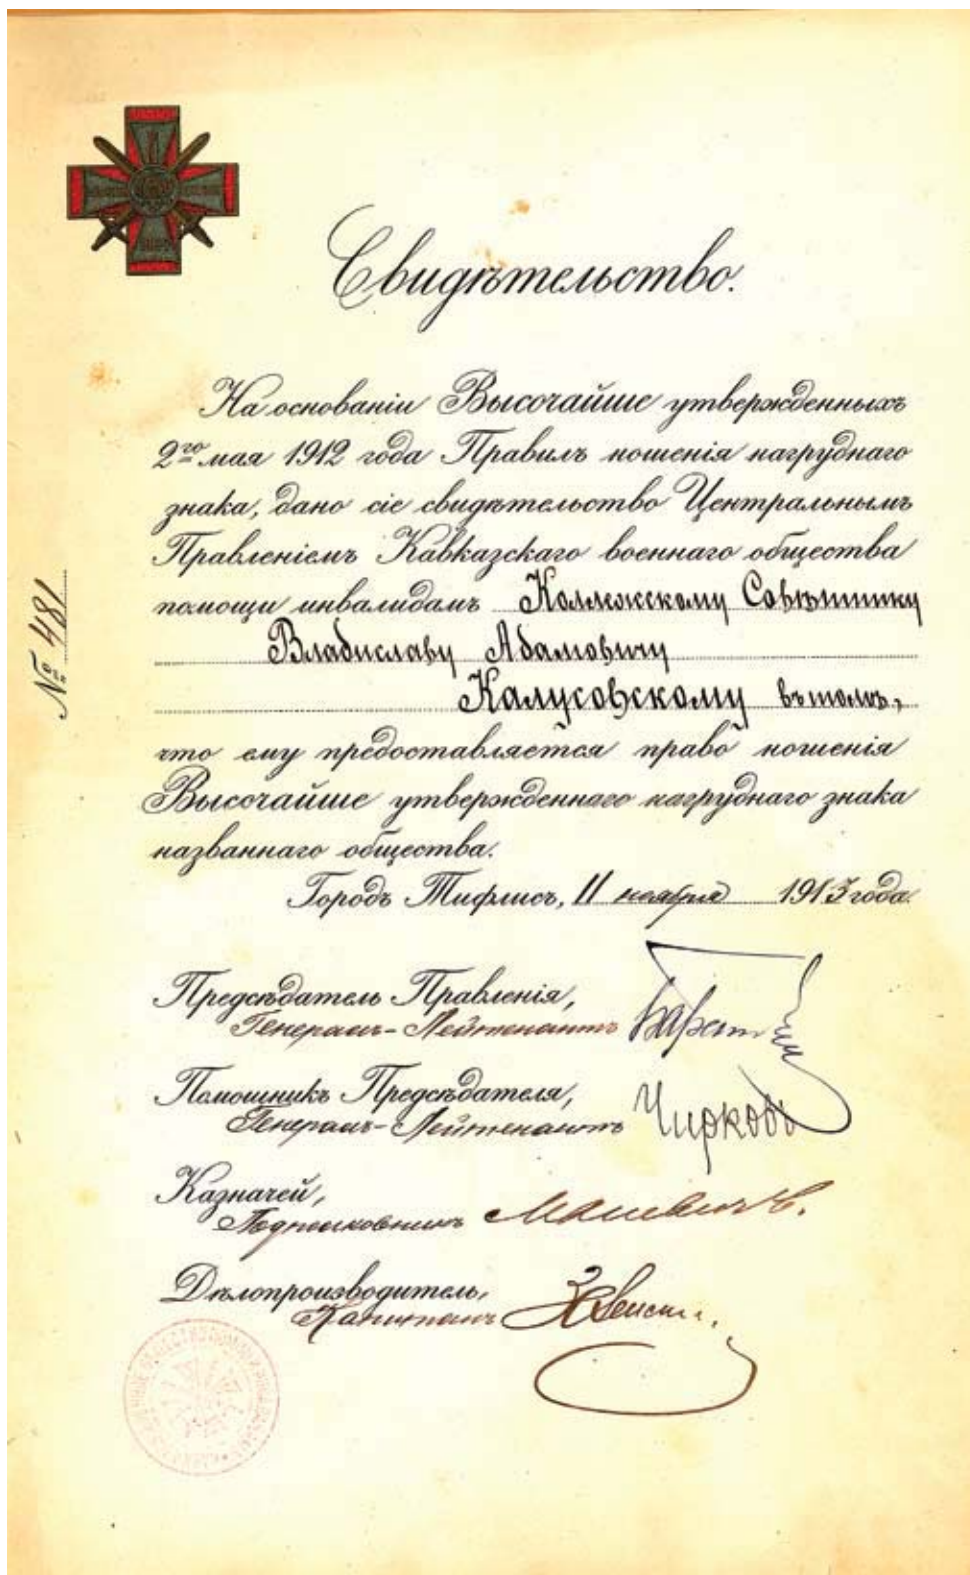 Свидѣтельство.
№ 481
На основаніи Высочайше утвержденныхъ
2го мая 1912 года Правилъ ношенія нагруднаго
знака, дано сіе свидѣтельство Центральнымъ
Правленіемъ Кавказскаго военнаго общества
помощи инвалидамъ Коллежскому Совѣтнику
Владиславу Адамовичу
Калусовскому въ томъ,
что ему предоставляется право ношенія
Высочайше утвержденнаго нагруднаго знака
названнаго общества.
Городъ Тифлисъ, 11 ноября 1913 года.
Предсѣдатель Правленія,
Генералъ-Лейтенантъ
Помощникъ Предсѣдателя,
Генералъ-Лейтенантъ Чирковъ
Казначей,
Подполковникъ
Дѣлопроизводитель,
Капитанъ